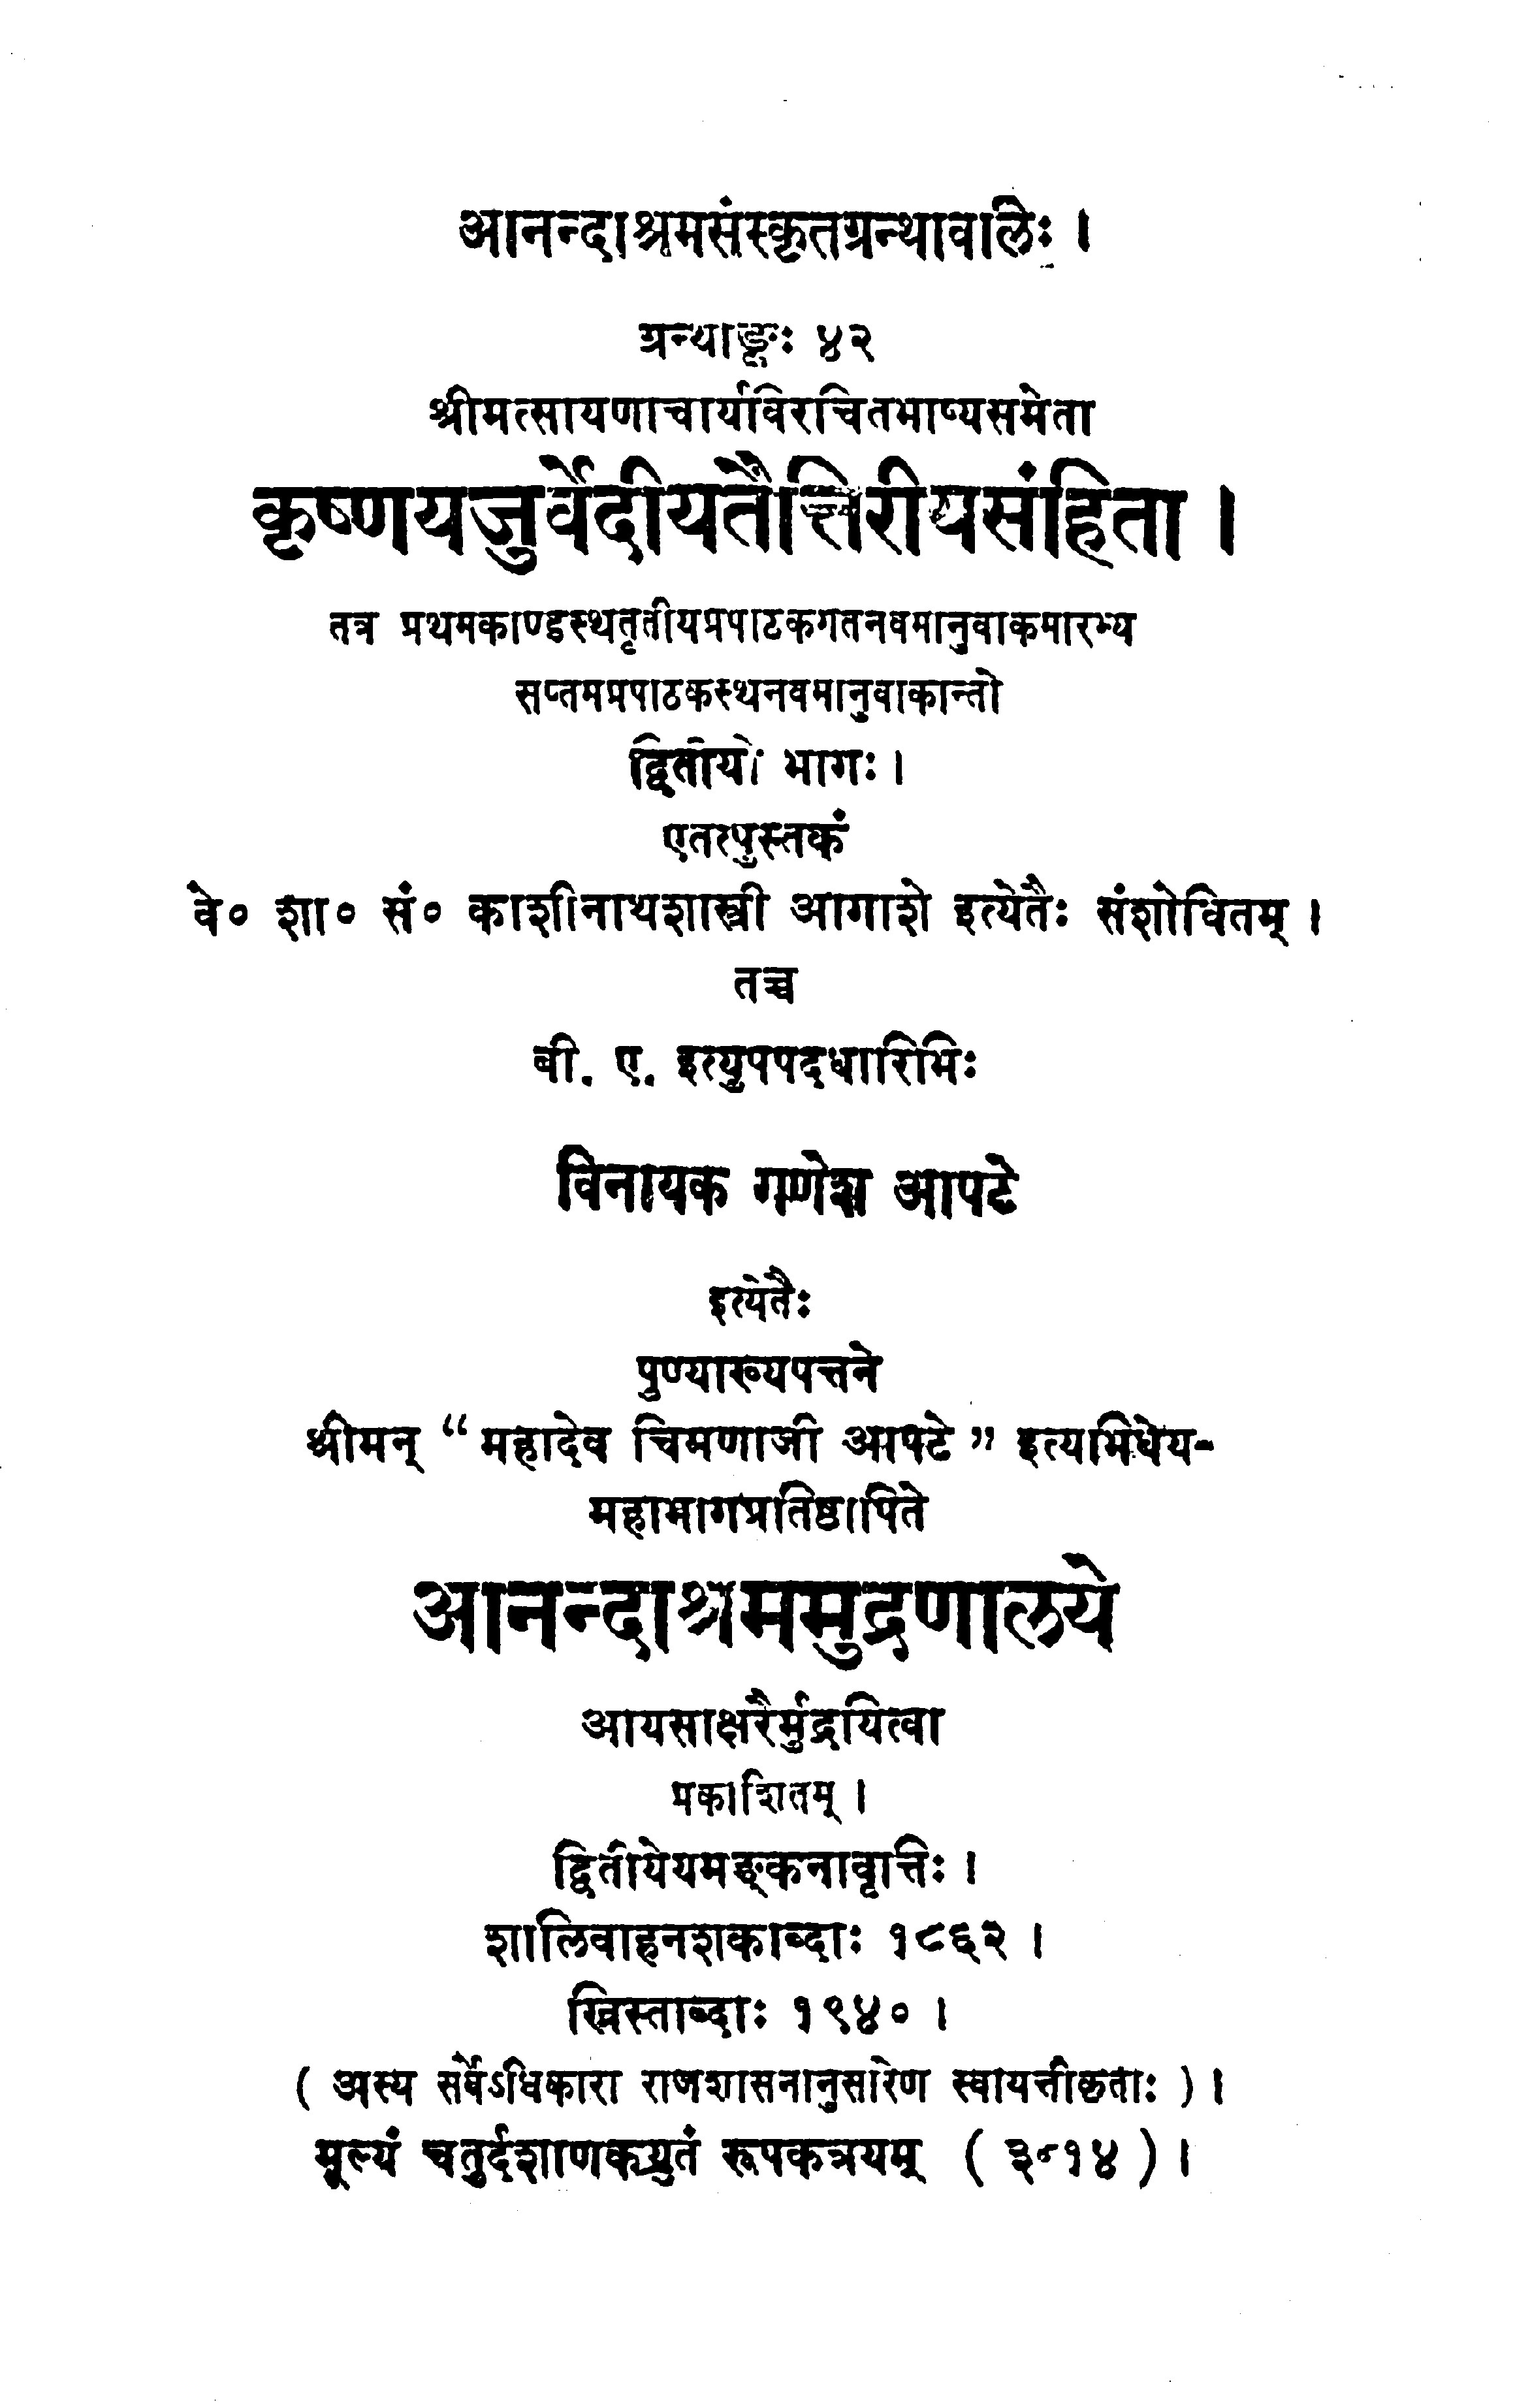 आनन्दाश्रमसंस्कृतग्रन्थावलिः ।
ग्रन्थाङ्कः ४२
श्रीमत्सायणाचार्यविरचितभाष्यसमेता
कृष्णयजुर्वेदीयतैत्तिरीयसंहिता ।
तत्र प्रथमकाण्डस्थतृतीयप्रपाठकगतनवमानुवाकमारभ्य
सप्तमप्रपाठकस्थनवमानुवाकान्तो
द्वितीयो भागः ।
एतत्पुस्तकं
वे० शा० सं० काशीनाथशास्त्री आगाशे इत्येतैः संशोधितम् ।
तच्च
बी. ए. इत्युपपदधारिभिः
विनायक गणेश आपटे
इत्येतैः
पुण्याख्यपत्तने
श्रीमन् “ महादेव चिमणाजी आपटे ” इत्यभिधेय-
महाभागप्रतिष्ठापिते
आनन्दाश्रममुद्रणालये
आयसाक्षरैर्मुद्रयित्वा
प्रकाशितम् ।
द्वितीयेयमङ्कनावृत्तिः ।
शालिवाहनशकाब्दाः १८६२ ।
ख्रिस्ताब्दाः १९४० ।
( अस्य सर्वेऽधिकारा राजशासनानुसारेण स्वायत्तीकृताः ) ।
मूल्यं चतुर्दशाणकयुतं रूपकत्रयम् ( ३-१४ ) ।